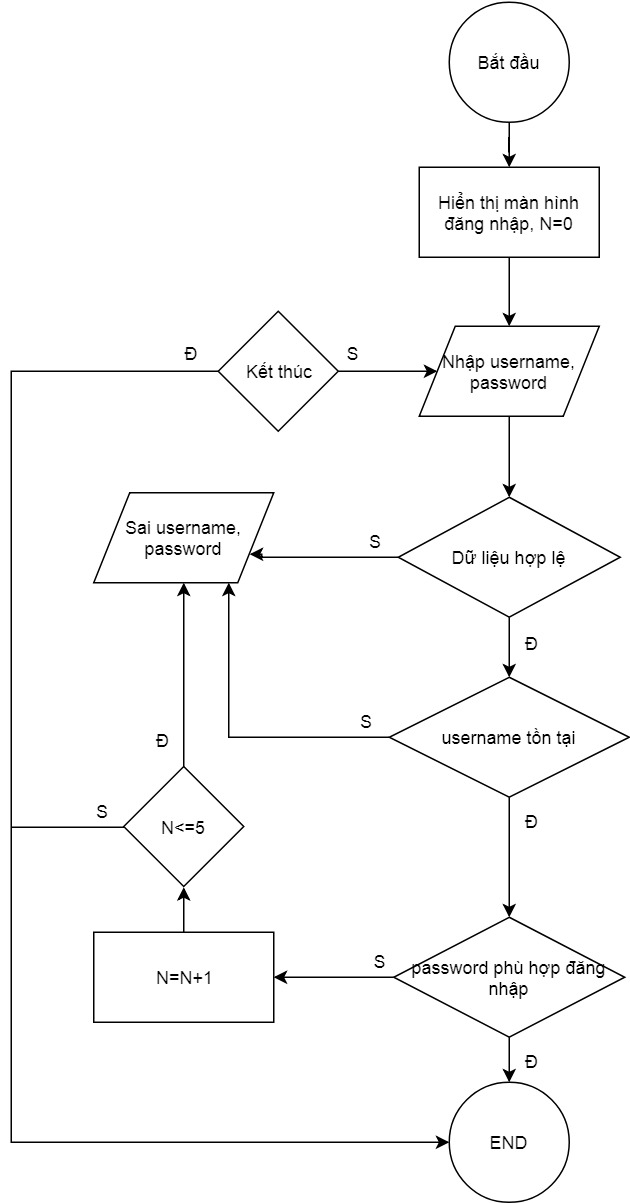 Bắt đầu
Hiển thị màn hình
đăng nhập, N=0
Đ
Kết thúc
S
Nhập username,
password
Sai username,
password
S
Dữ liệu hợp lệ
Đ
S
username tồn tại
Đ
Đ
S
N<=5
N=N+1
S
password phù hợp đăng
nhập
Đ
END